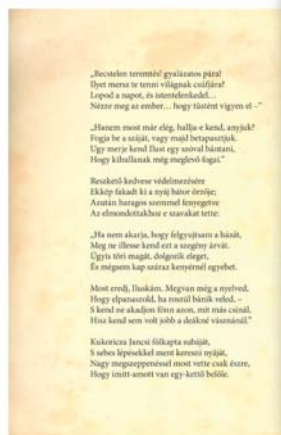 „Becstelen teremtés! gyalázatos pára!
Ilyet mersz te tenni világnak csúfjára?
Lopod a napot, és istentelenkedel…
Nézze meg az ember… hogy tüstént vigyen el –"
„Hanem most már elég, hallja-e kend, anyjuk?
Fogja be a száját, vagy majd betapasztjuk.
Ugy merje kend Ilust egy szóval bántani,
Hogy kihullanak még meglevő fogai."
Reszkető kedvese védelmezésére
Ekkép fakadt ki a nyáj bátor őrzője;
Azután haragos szemmel fenyegetve
Az elmondottakhoz e szavakat tette:
„Ha nem akarja, hogy felgyujtsam a házát,
Meg ne illesse kend ezt a szegény árvát.
Úgyis töri magát, dolgozik eleget,
És mégsem kap száraz kenyérnél egyebet.
Most eredj, Iluskám. Megvan még a nyelved,
Hogy elpanaszold, ha roszúl bánik veled. –
S kend ne akadjon fönn azon, mit más csinál,
Hisz kend sem volt jobb a deákné vásznánál."
Kukoricza Jancsi fölkapta subáját,
S sebes lépésekkel ment keresni nyáját,
Nagy megszeppenéssel most vette csak észre,
Hogy imitt-amott van egy-kettő belőle.